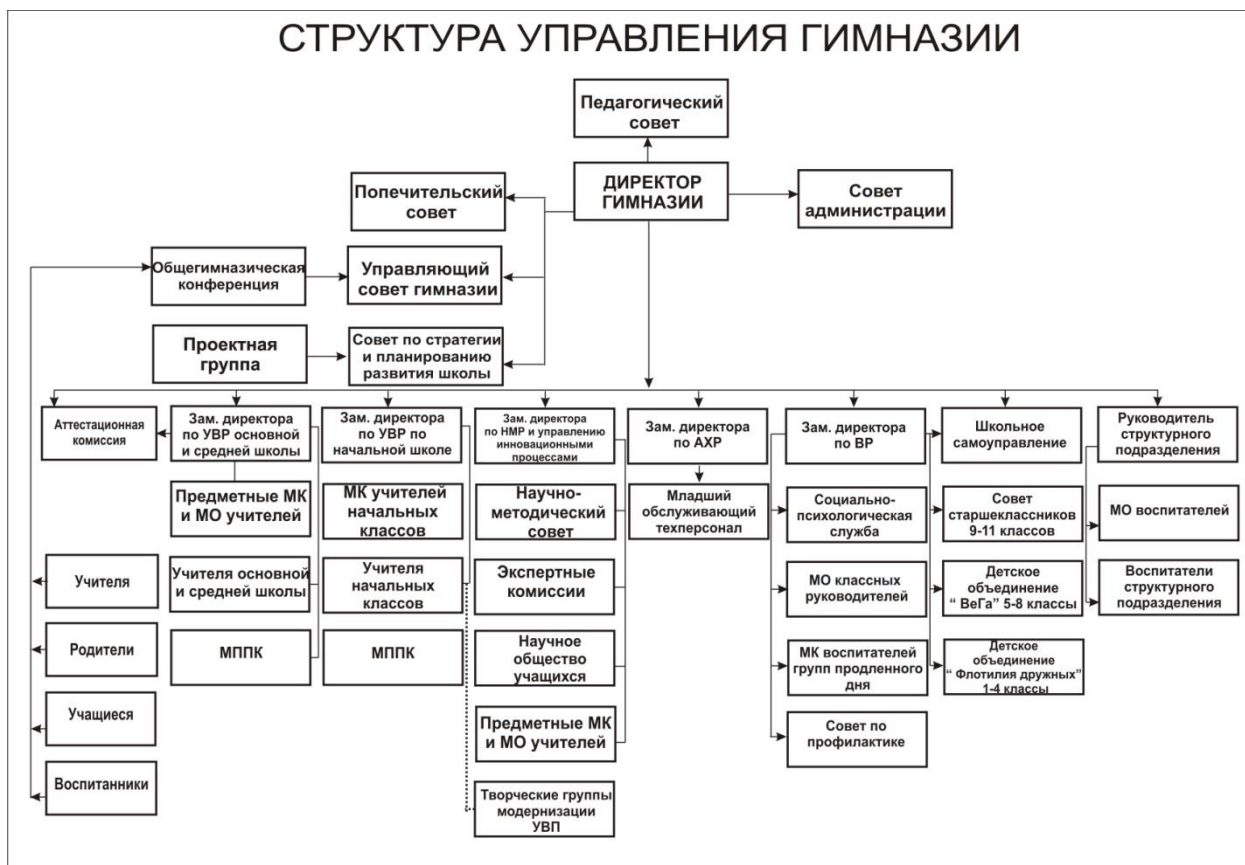 СТРУКТУРА УПРАВЛЕНИЯ ГИМНАЗИИ
Педагогический
совет
ДИРЕКТОР
ГИМНАЗИИ
Попечительский
совет
Совет
администрации
Общегимназическая
конференция
Управляющий
совет гимназии
Проектная
группа
Совет по стратегии
и планированию
развития школы
Аттестационная
комиссия
Зам. директора
по УВР основной
и средней школы
Зам. директора
по УВР по
начальной школе
Зам. директора
по НМР и управлению
инновационными
процессами
Зам. директора
по АХР
Зам. директора
по ВР
Школьное
самоуправление
Руководитель
структурного
подразделения
Предметные МК
и МО учителей
МК учителей
начальных
классов
Научно-
методический
совет
Младший
обслуживающий
техперсонал
Социально-
психологическая
служба
Совет
старшеклассников
9-11 классов
МО воспитателей
Учителя
Учителя основной
и средней школы
Учителя
начальных
классов
Экспертные
комиссии
МО классных
руководителей
Детское
объединение
“ ВеГа” 5-8 классы
Воспитатели
структурного
подразделения
Родители
МППК
МППК
Научное
общество
учащихся
МК воспитателей
групп продленного
дня
Детское
объединение
“ Флотилия дружных”
1-4 классы
Учащиеся
Предметные МК
и МО учителей
Совет по
профилактике
Воспитанники
Творческие группы
модернизации
УВП